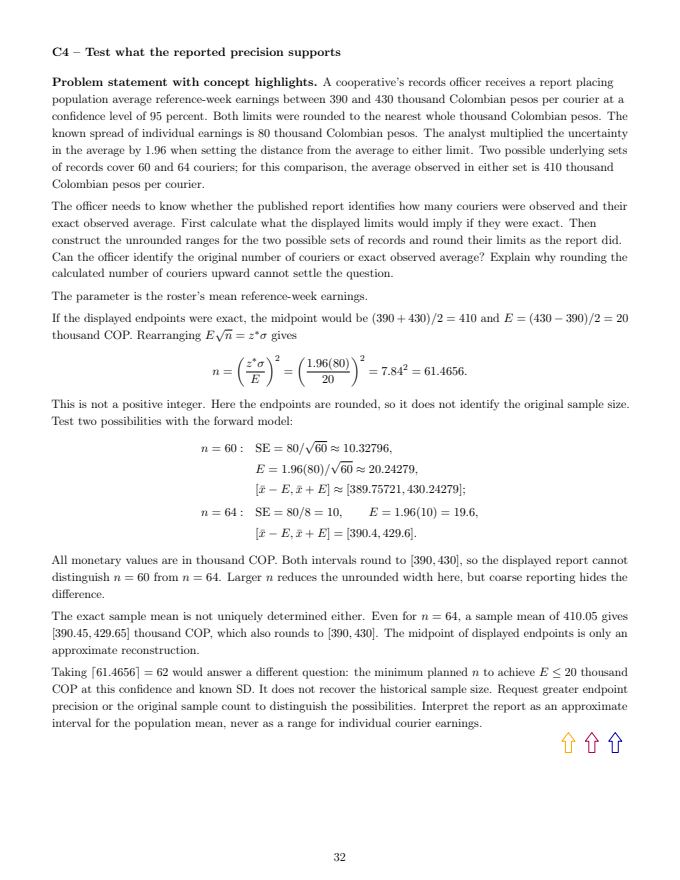 C4 – Test what the reported precision supports
Problem statement with concept highlights. A cooperative's records officer receives a report placing
population average reference-week earnings between 390 and 430 thousand Colombian pesos per courier at a
confidence level of 95 percent. Both limits were rounded to the nearest whole thousand Colombian pesos. The
known spread of individual earnings is 80 thousand Colombian pesos. The analyst multiplied the uncertainty
in the average by 1.96 when setting the distance from the average to either limit. Two possible underlying sets
of records cover 60 and 64 couriers; for this comparison, the average observed in either set is 410 thousand
Colombian pesos per courier.
The officer needs to know whether the published report identifies how many couriers were observed and their
exact observed average. First calculate what the displayed limits would imply if they were exact. Then
construct the unrounded ranges for the two possible sets of records and round their limits as the report did.
Can the officer identify the original number of couriers or exact observed average? Explain why rounding the
calculated number of couriers upward cannot settle the question.
The parameter is the roster's mean reference-week earnings.
If the displayed endpoints were exact, the midpoint would be (390 + 430)/2 = 410 and E = (430 − 390)/2 = 20
thousand COP. Rearranging E√n = z*σ gives
n = (z*σ/E)² = (1.96(80)/20)² = 7.84² = 61.4656.
This is not a positive integer. Here the endpoints are rounded, so it does not identify the original sample size.
Test two possibilities with the forward model:
n = 60 : SE = 80/√60 ≈ 10.32796,
E = 1.96(80)/√60 ≈ 20.24279,
[x̄ − E, x̄ + E] ≈ [389.75721, 430.24279];
n = 64 : SE = 80/8 = 10, E = 1.96(10) = 19.6,
[x̄ − E, x̄ + E] = [390.4, 429.6].
All monetary values are in thousand COP. Both intervals round to [390, 430], so the displayed report cannot
distinguish n = 60 from n = 64. Larger n reduces the unrounded width here, but coarse reporting hides the
difference.
The exact sample mean is not uniquely determined either. Even for n = 64, a sample mean of 410.05 gives
[390.45, 429.65] thousand COP, which also rounds to [390, 430]. The midpoint of displayed endpoints is only an
approximate reconstruction.
Taking ⌈61.4656⌉ = 62 would answer a different question: the minimum planned n to achieve E ≤ 20 thousand
COP at this confidence and known SD. It does not recover the historical sample size. Request greater endpoint
precision or the original sample count to distinguish the possibilities. Interpret the report as an approximate
interval for the population mean, never as a range for individual courier earnings.
32